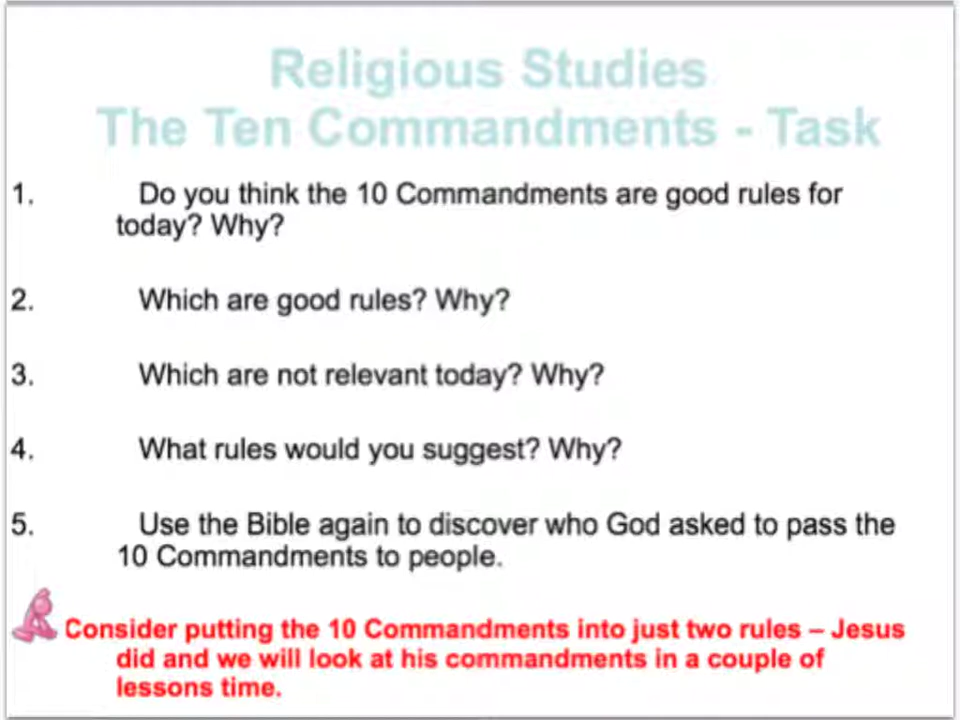 Religious Studies
The Ten Commandments - Task
1. Do you think the 10 Commandments are good rules for
today? Why?
2. Which are good rules? Why?
3. Which are not relevant today? Why?
4. What rules would you suggest? Why?
5. Use the Bible again to discover who God asked to pass the
10 Commandments to people.
Consider putting the 10 Commandments into just two rules – Jesus
did and we will look at his commandments in a couple of
lessons time.